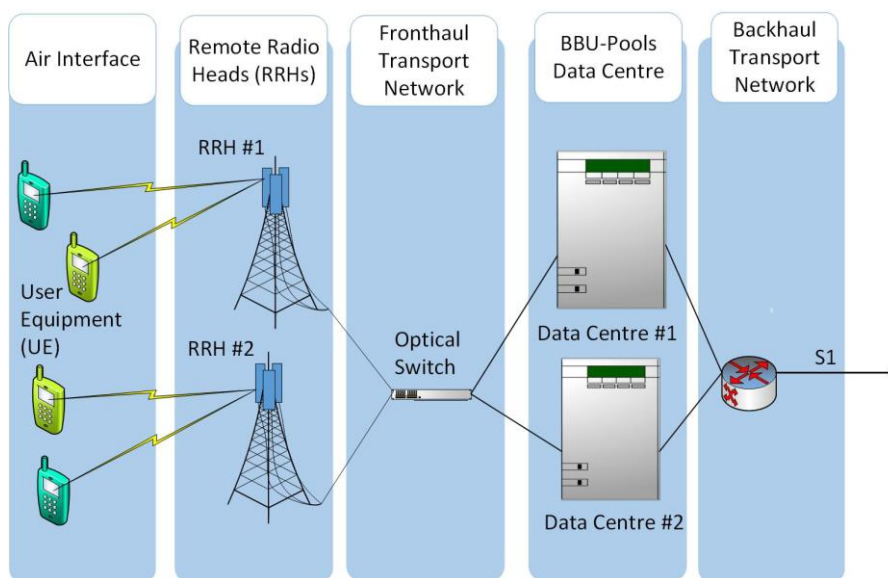 Air Interface
Remote Radio
Heads (RRHs)
Fronthaul
Transport
Network
BBU-Pools
Data Centre
Backhaul
Transport
Network
RRH #1
User
Equipment
(UE)
RRH #2
Optical
Switch
Data Centre #1
Data Centre #2
S1